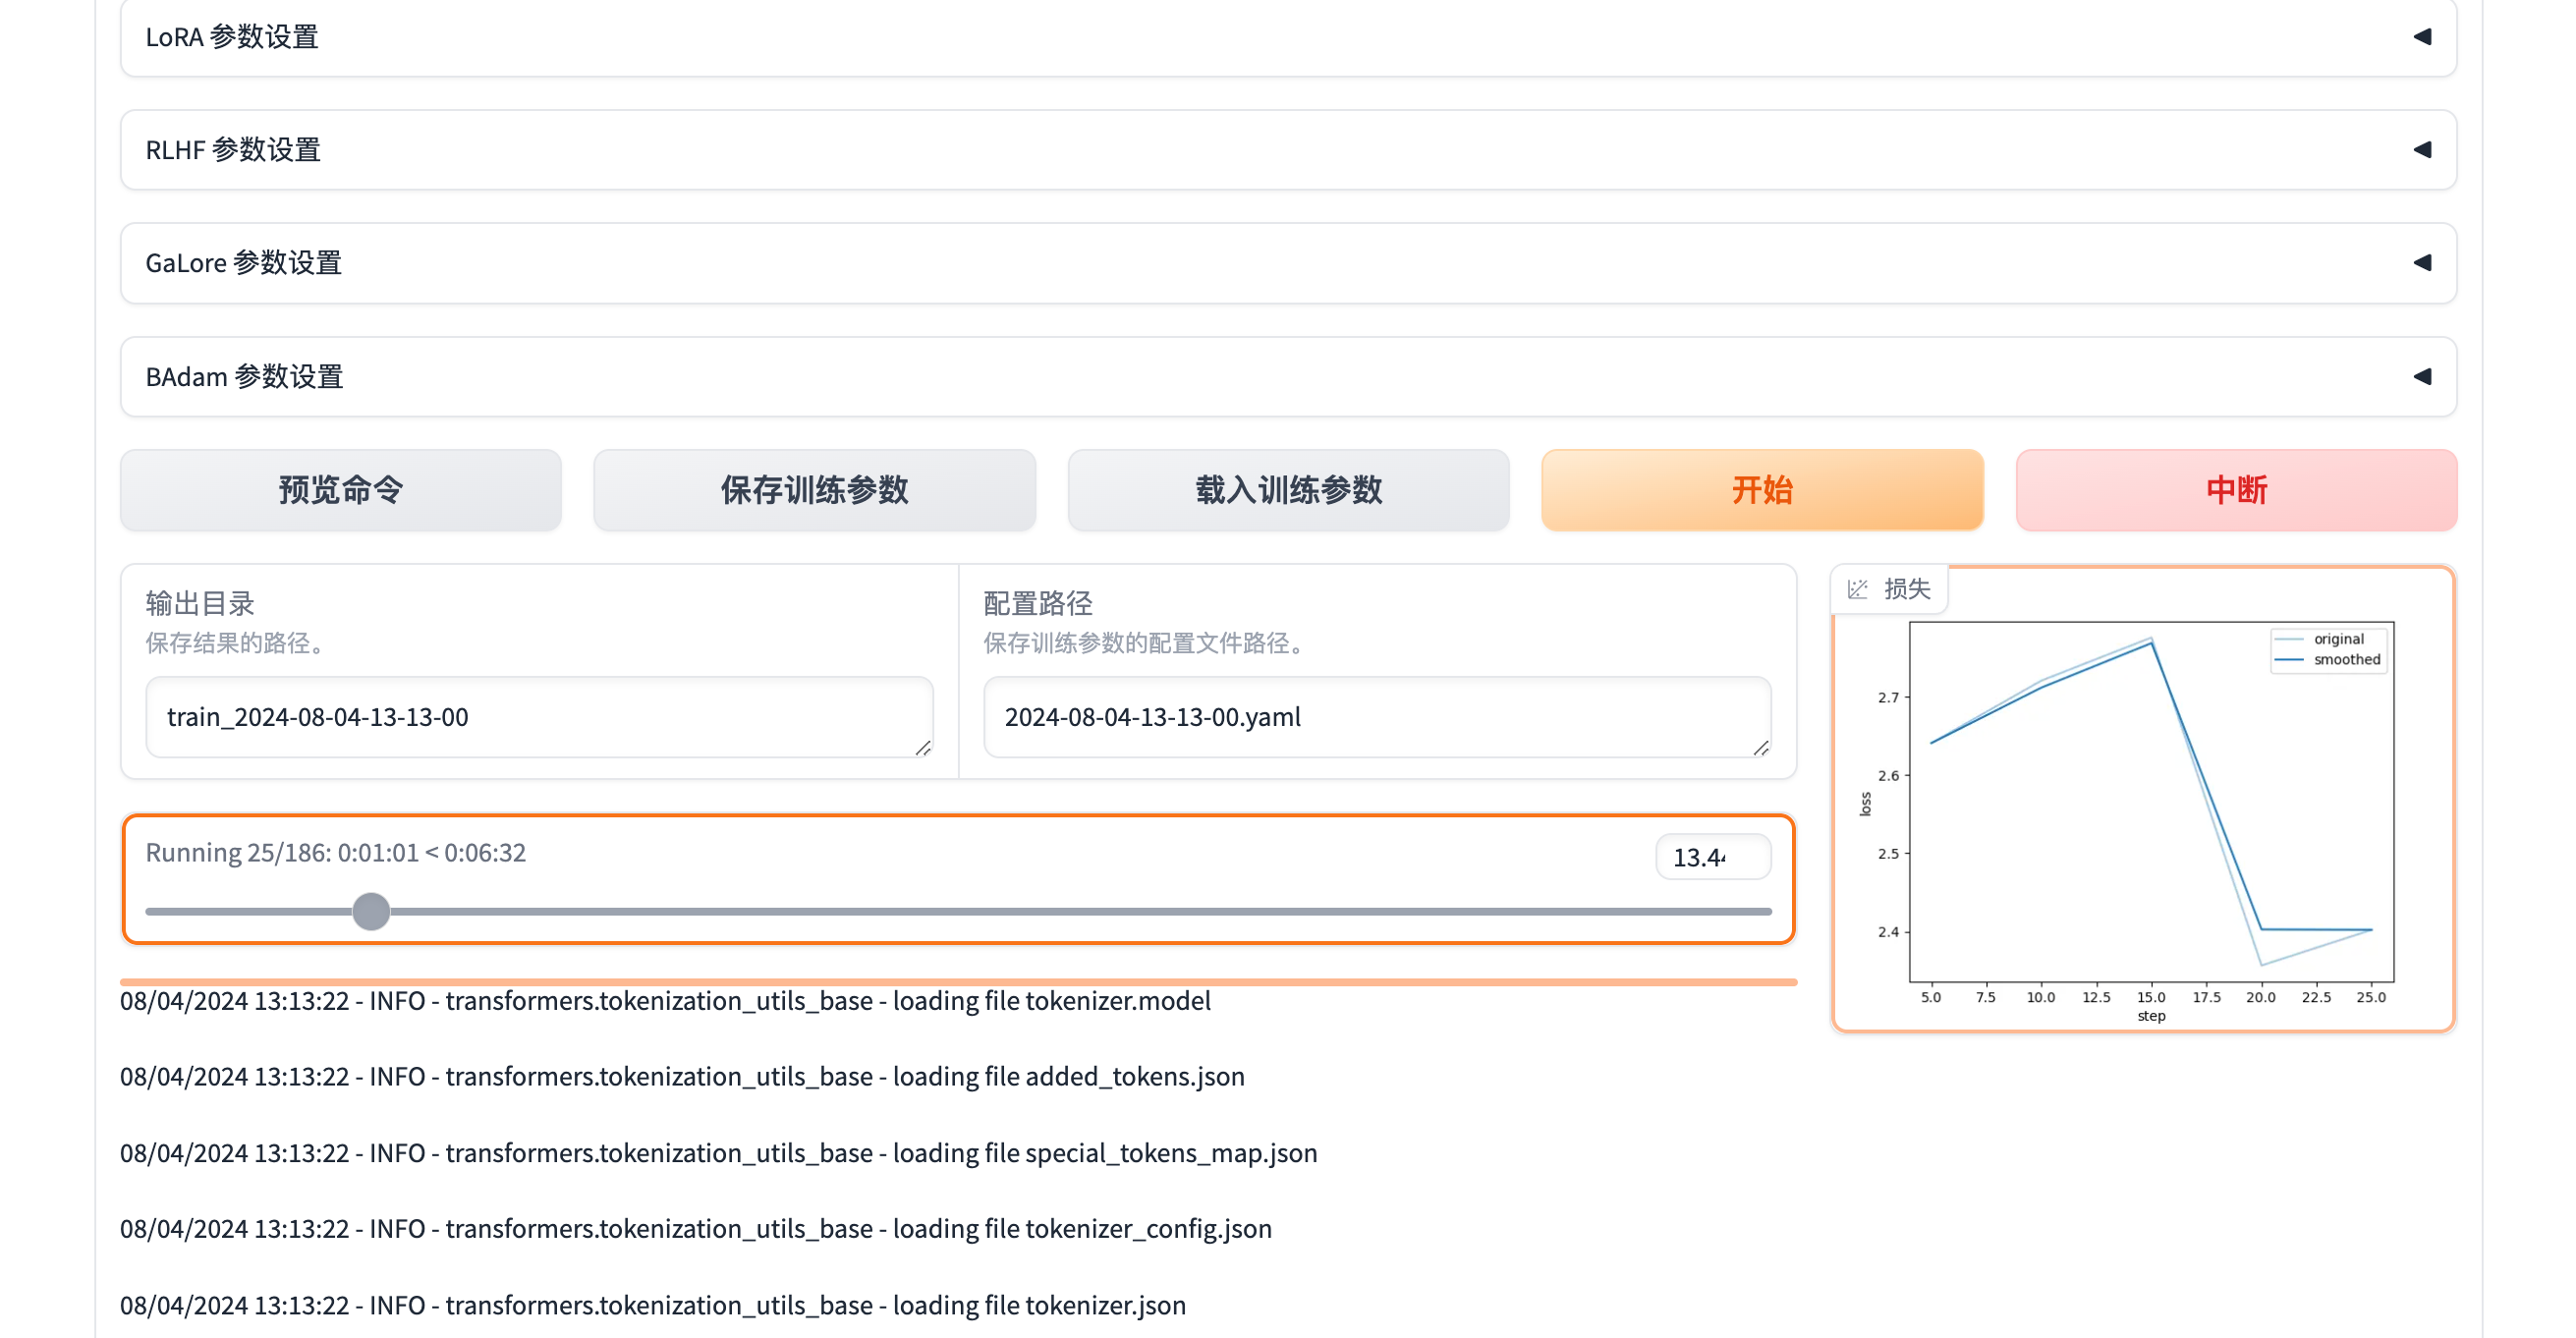 LoRA 参数设置
RLHF 参数设置
GaLore 参数设置
BAdam 参数设置
预览命令
保存训练参数
载入训练参数
开始
中断
输出目录
保存结果的路径。
train_2024-08-04-13-13-00
配置路径
保存训练参数的配置文件路径。
2024-08-04-13-13-00.yaml
损失
original
smoothed
2.7
2.6
2.5
2.4
loss
5.0 7.5 10.0 12.5 15.0 17.5 20.0 22.5 25.0
step
Running 25/186: 0:01:01 < 0:06:32
13.4
08/04/2024 13:13:22 - INFO - transformers.tokenization_utils_base - loading file tokenizer.model
08/04/2024 13:13:22 - INFO - transformers.tokenization_utils_base - loading file added_tokens.json
08/04/2024 13:13:22 - INFO - transformers.tokenization_utils_base - loading file special_tokens_map.json
08/04/2024 13:13:22 - INFO - transformers.tokenization_utils_base - loading file tokenizer_config.json
08/04/2024 13:13:22 - INFO - transformers.tokenization_utils_base - loading file tokenizer.json